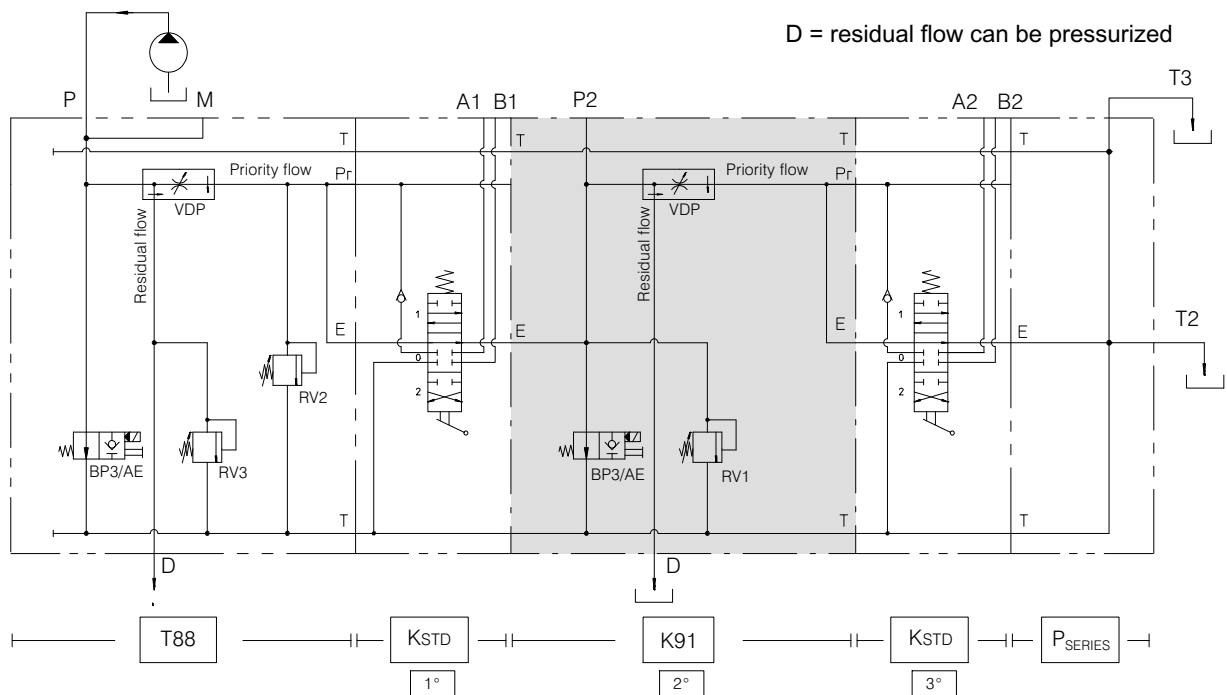 D = residual flow can be pressurized
T3
P
M
A1 B1
P2
A2 B2
T
T
T
T
Priority flow
Pr
Priority flow
Pr
VDP
VDP
Residual flow
Residual flow
T2
1
1
E
E
E
0
0
RV2
2
2
BP3/AE
RV3
BP3/AE
RV1
T
T
T
D
D
T88
KSTD
K91
KSTD
PSERIES
1°
2°
3°